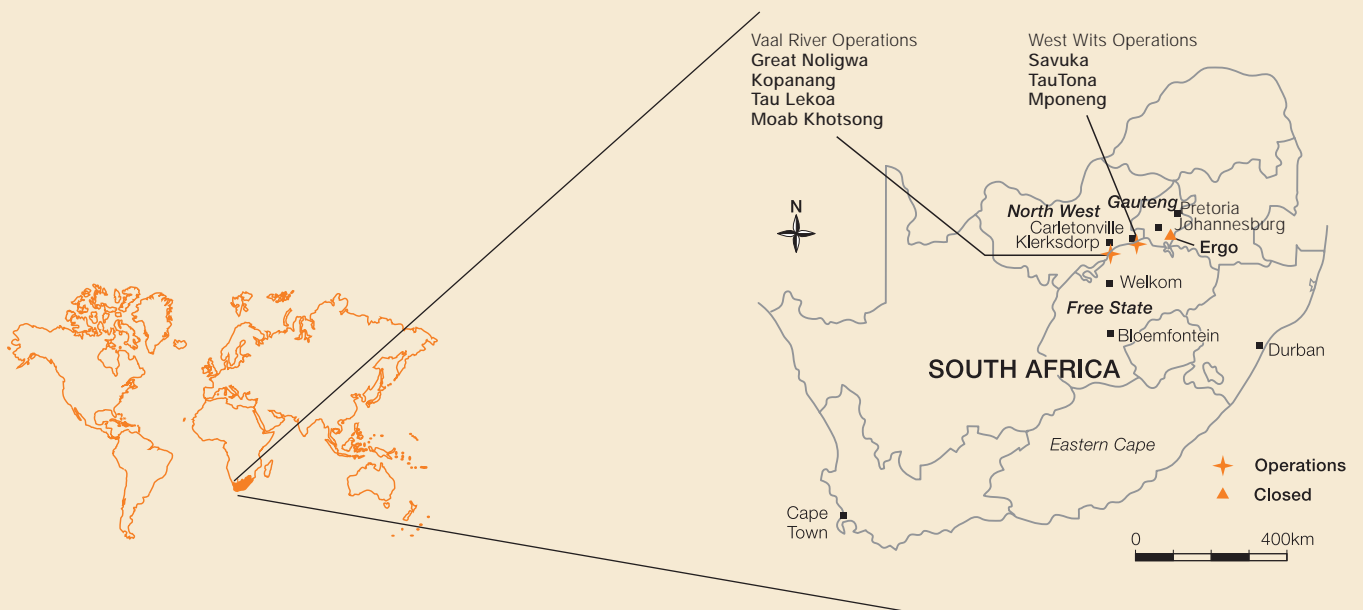 Vaal River Operations
Great Noligwa
Kopanang
Tau Lekoa
Moab Khotsong
West Wits Operations
Savuka
TauTona
Mponeng
N
North West
Gauteng
Pretoria
Carletonville
Johannesburg
Klerksdorp
Ergo
Welkom
Free State
Bloemfontein
Durban
SOUTH AFRICA
Eastern Cape
Operations
Closed
Cape
Town
0 400km